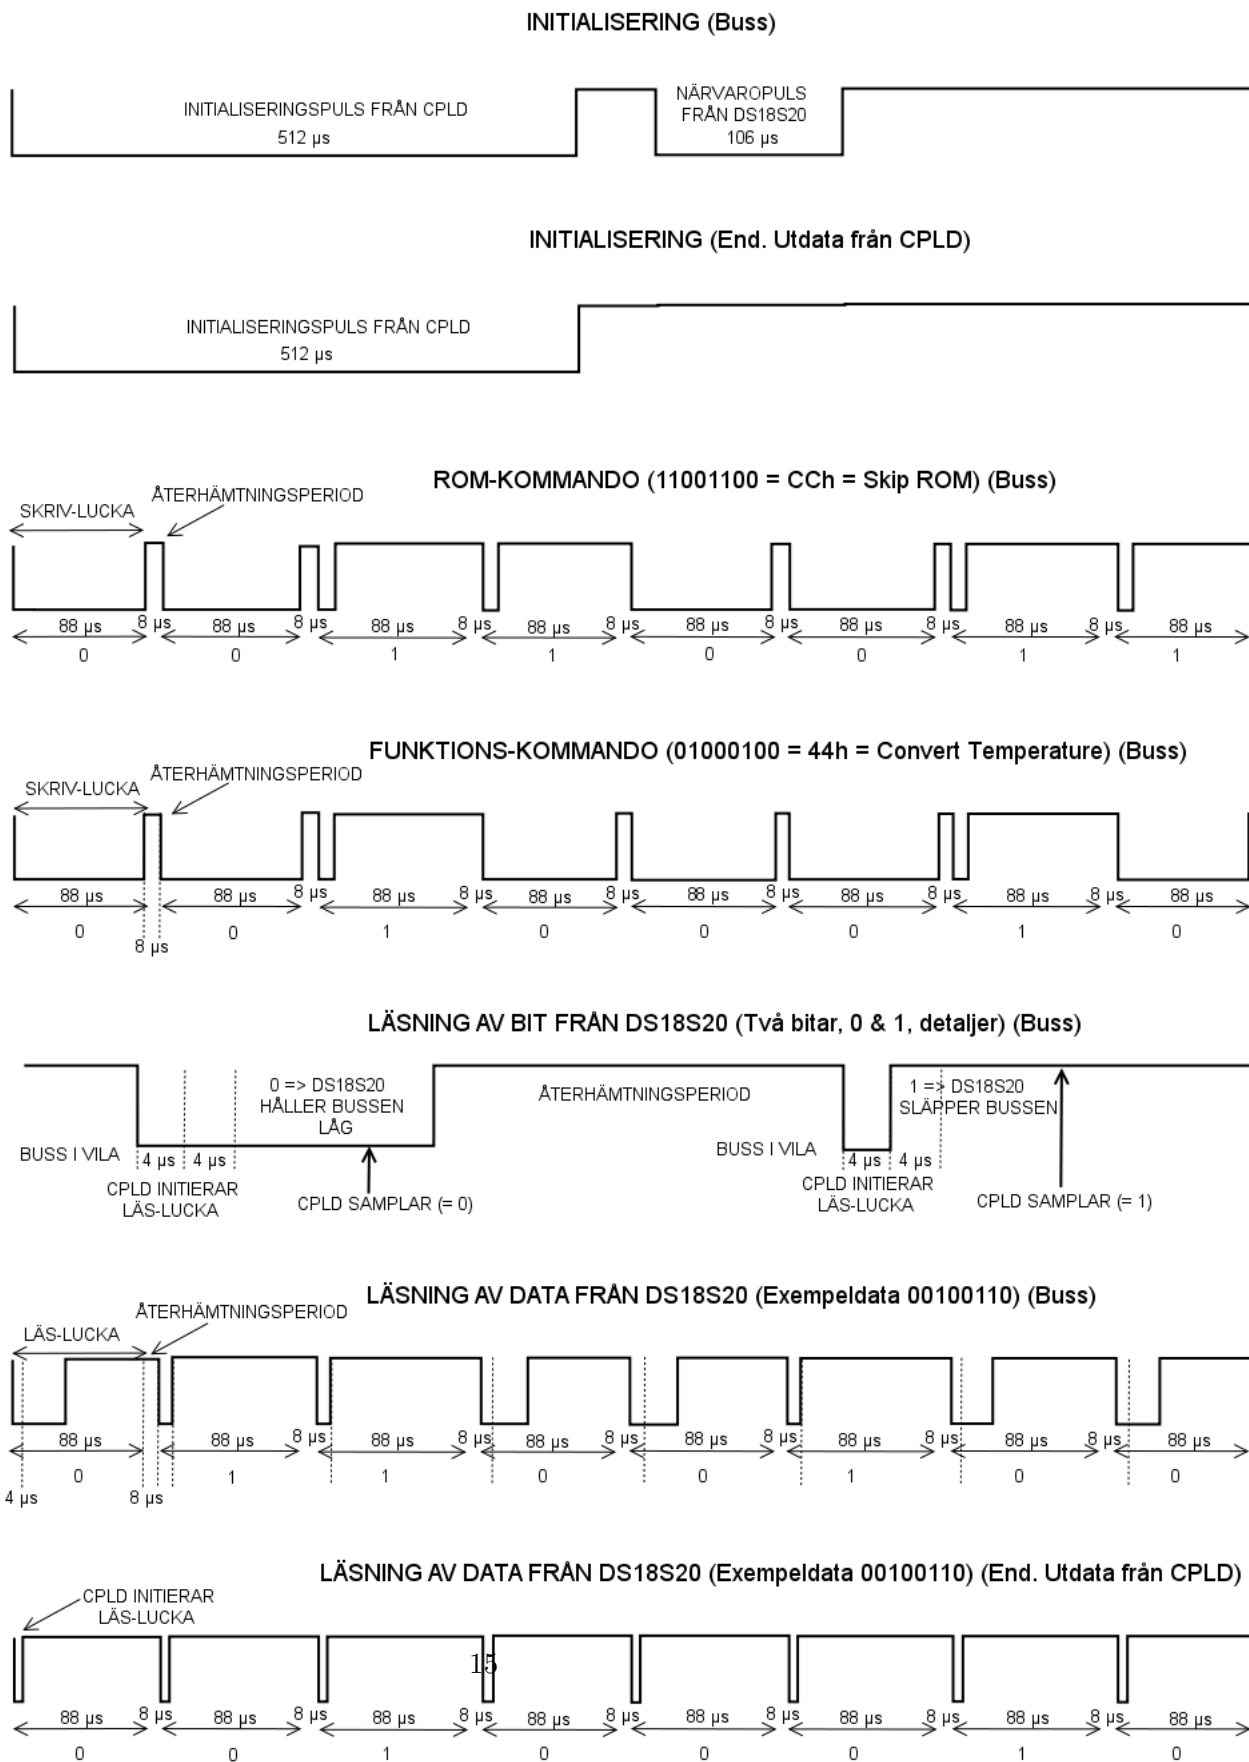 INITIALISERING (Buss)
INITIALISERINGSPULS FRÅN CPLD
512 µs
NÄRVAROPULS
FRÅN DS18S20
106 µs
INITIALISERING (End. Utdata från CPLD)
INITIALISERINGSPULS FRÅN CPLD
512 µs
ROM-KOMMANDO (11001100 = CCh = Skip ROM) (Buss)
SKRIV-LUCKA
ÅTERHÄMTNINGSPERIOD
88 µs 8 µs 88 µs 8 µs 88 µs 8 µs 88 µs 8 µs 88 µs 8 µs 88 µs 8 µs 88 µs 8 µs 88 µs
0 0 1 1 0 0 1 1
FUNKTIONS-KOMMANDO (01000100 = 44h = Convert Temperature) (Buss)
SKRIV-LUCKA
ÅTERHÄMTNINGSPERIOD
88 µs 88 µs 8 µs 88 µs 8 µs 88 µs 8 µs 88 µs 8 µs 88 µs 8 µs 88 µs 8 µs 88 µs
0 0 1 0 0 0 1 0
8 µs
LÄSNING AV BIT FRÅN DS18S20 (Två bitar, 0 & 1, detaljer) (Buss)
0 => DS18S20
HÅLLER BUSSEN
LÅG
ÅTERHÄMTNINGSPERIOD
1 => DS18S20
SLÄPPER BUSSEN
BUSS I VILA
4 µs 4 µs
CPLD INITIERAR
LÄS-LUCKA
CPLD SAMPLAR (= 0)
BUSS I VILA
4 µs 4 µs
CPLD INITIERAR
LÄS-LUCKA
CPLD SAMPLAR (= 1)
LÄSNING AV DATA FRÅN DS18S20 (Exempeldata 00100110) (Buss)
LÄS-LUCKA
ÅTERHÄMTNINGSPERIOD
88 µs 88 µs 8 µs 88 µs 8 µs 88 µs 8 µs 88 µs 8 µs 88 µs 8 µs 88 µs 8 µs 88 µs
0 1 1 0 0 1 0 0
4 µs 8 µs
LÄSNING AV DATA FRÅN DS18S20 (Exempeldata 00100110) (End. Utdata från CPLD)
CPLD INITIERAR
LÄS-LUCKA
15
88 µs 8 µs 88 µs 8 µs 88 µs 8 µs 88 µs 8 µs 88 µs 8 µs 88 µs 8 µs 88 µs 8 µs 88 µs
0 0 1 0 0 0 1 0